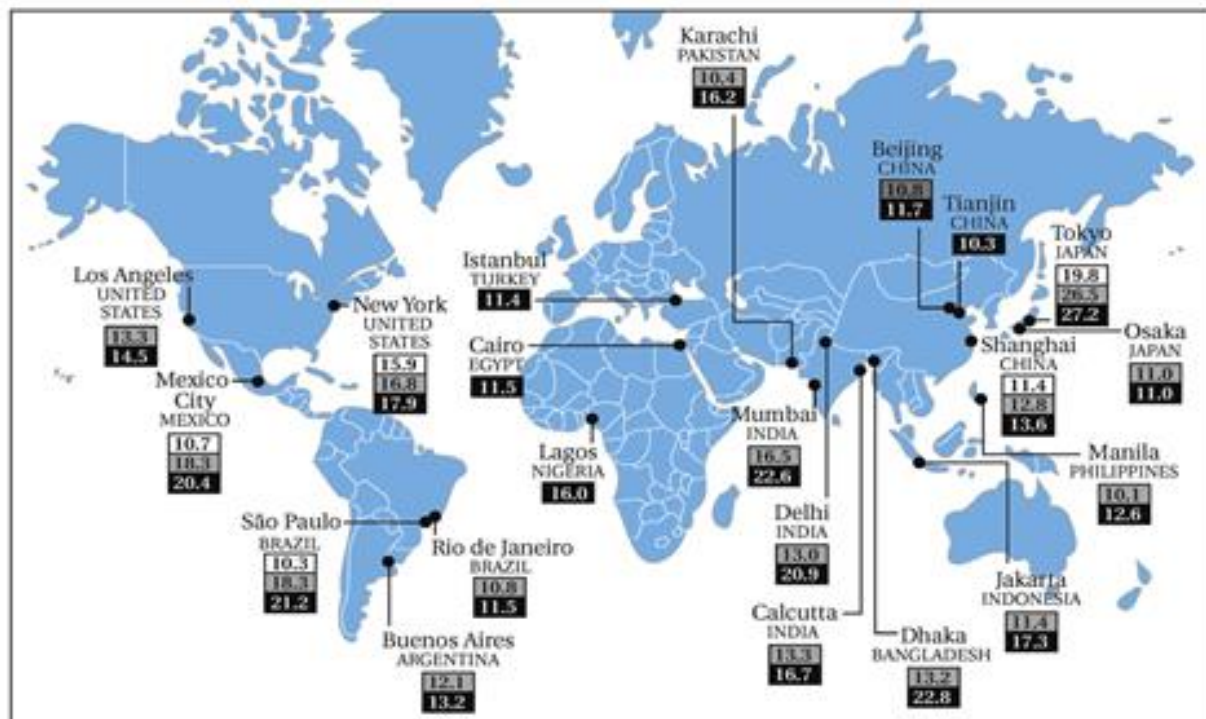 Karachi
PAKISTAN
10.4
16.2
Beijing
CHINA
10.8
11.7
Tianjin
CHINA
10.3
Tokyo
JAPAN
19.8
26.5
27.2
Osaka
JAPAN
11.0
11.0
Istanbul
TURKEY
11.4
Los Angeles
UNITED
STATES
13.3
14.5
New York
UNITED
STATES
15.9
16.8
17.9
Cairo
EGYPT
11.5
Shanghai
CHINA
11.4
12.8
13.6
Mexico
City
MEXICO
10.7
18.3
20.4
Mumbai
INDIA
16.5
22.6
Lagos
NIGERIA
16.0
Manila
PHILIPPINES
10.1
12.6
São Paulo
BRAZIL
10.3
18.3
21.2
Rio de Janeiro
BRAZIL
10.8
11.5
Delhi
INDIA
13.0
20.9
Jakarta
INDONESIA
11.4
17.3
Calcutta
INDIA
13.3
16.7
Dhaka
BANGLADESH
13.2
22.8
Buenos Aires
ARGENTINA
12.1
13.2